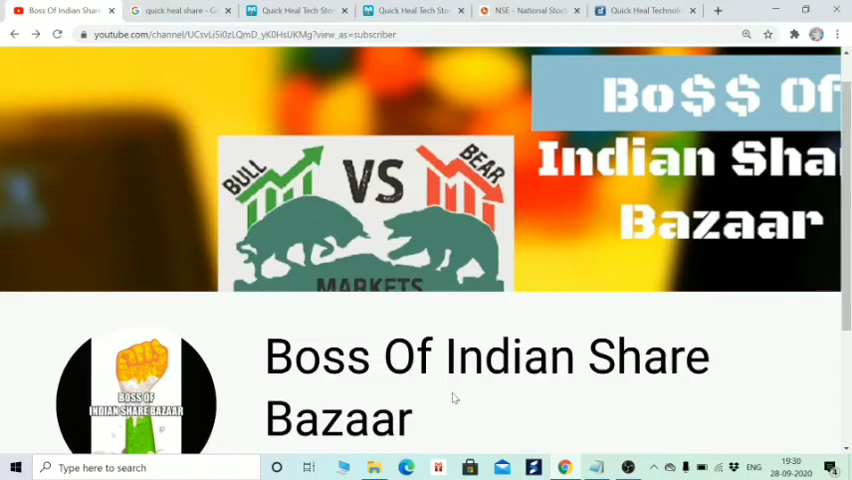 Boss Of Indian Share
quick heal share - G
Quick Heal Tech Sto
Quick Heal Tech Sto
NSE - National Stock
Quick Heal Technolo
youtube.com/channel/UCsvLi5i0zLQmD_yK0HsUKMg?view_as=subscriber
Bo$$ Of
Indian Sha
Bazaar
BULL
VS
BEAR
MARKETS
BOSS OF
INDIAN SHARE BAZAAR
Boss Of Indian Share
Bazaar
Type here to search
ENG
19:30
28-09-2020
4